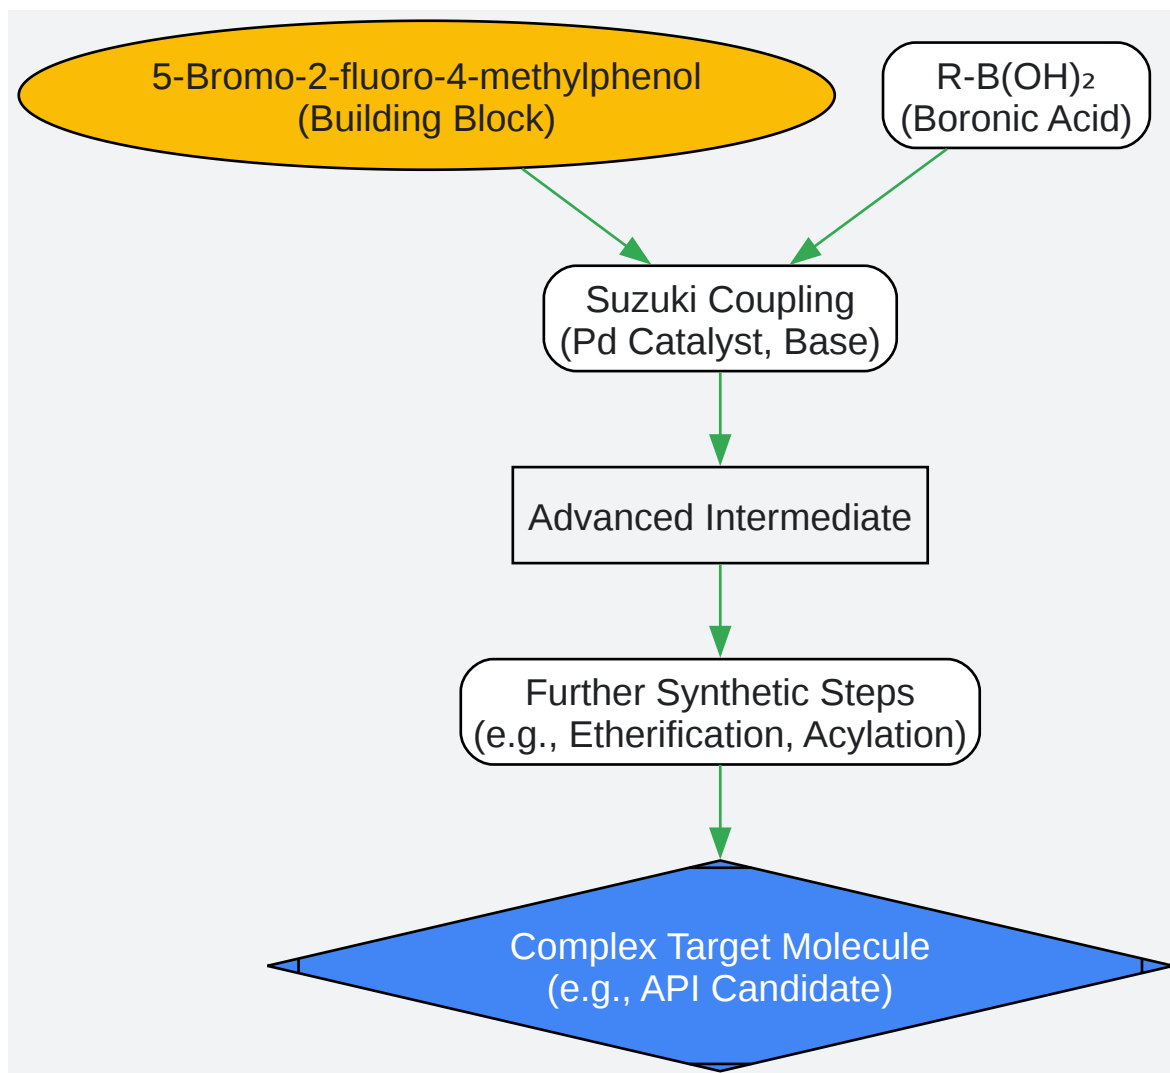 5-Bromo-2-fluoro-4-methylphenol
(Building Block)
R-B(OH)₂
(Boronic Acid)
Suzuki Coupling
(Pd Catalyst, Base)
Advanced Intermediate
Further Synthetic Steps
(e.g., Etherification, Acylation)
Complex Target Molecule
(e.g., API Candidate)